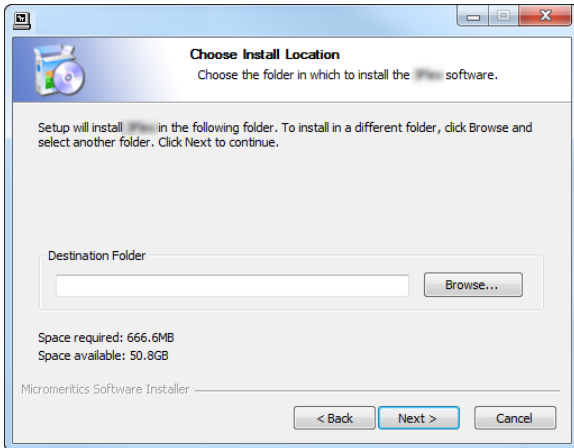 Choose Install Location
Choose the folder in which to install the software.
Setup will install in the following folder. To install in a different folder, click Browse and
select another folder. Click Next to continue.
Destination Folder
Browse...
Space required: 666.6MB
Space available: 50.8GB
Micromeritics Software Installer
< Back Next > Cancel